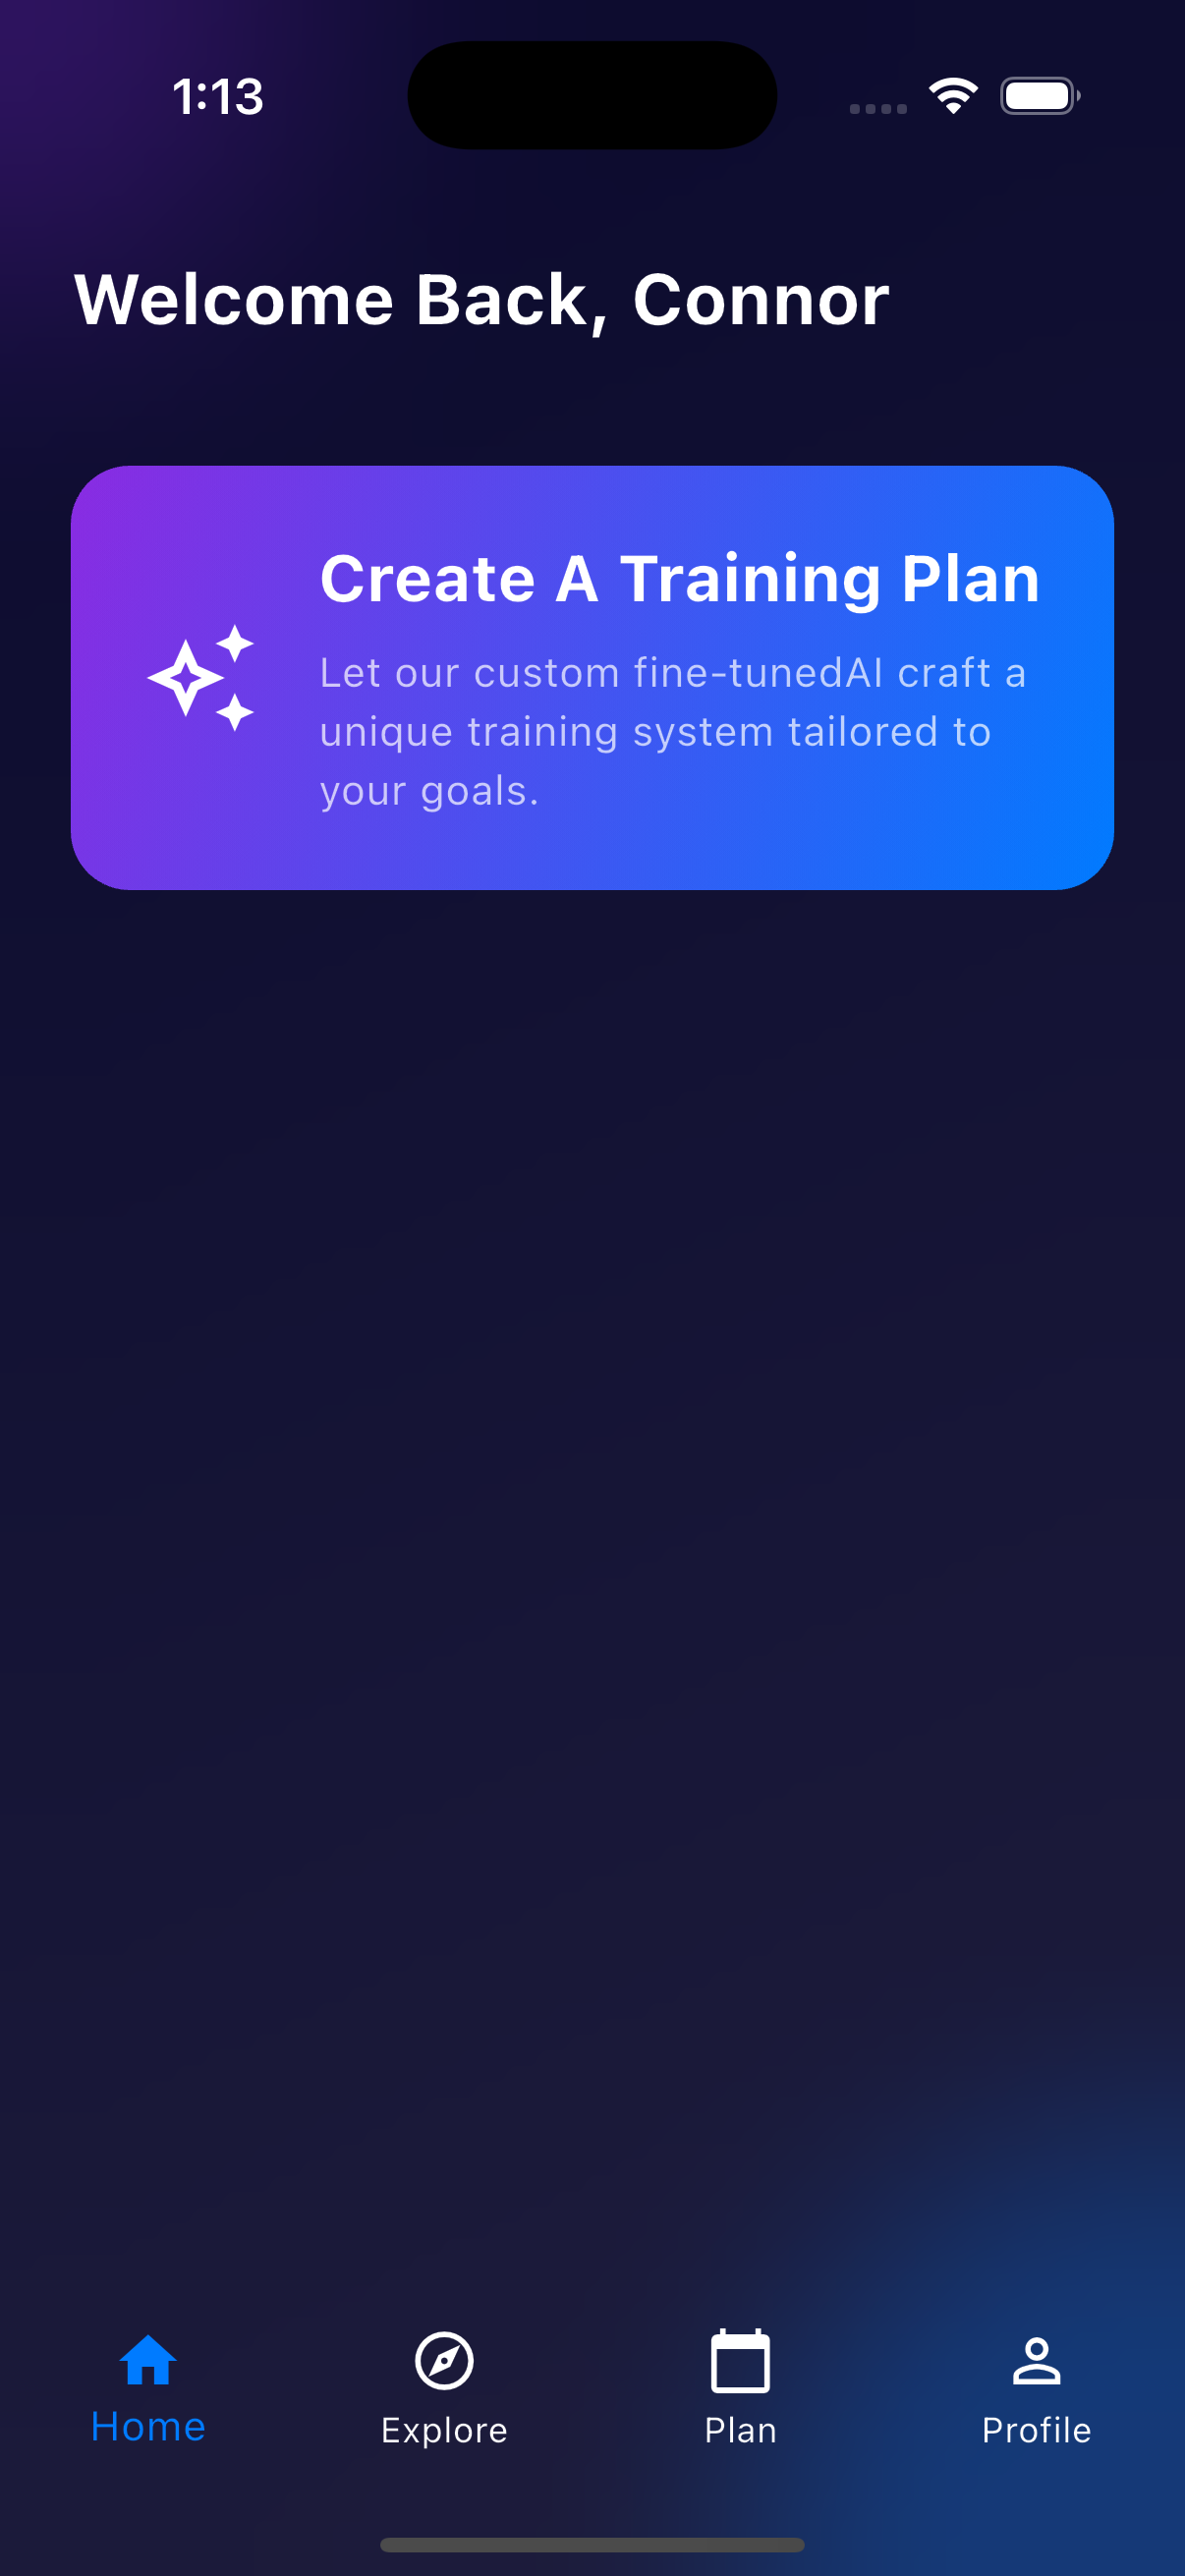 1:13
Welcome Back, Connor
Create A Training Plan
Let our custom fine-tunedAI craft a
unique training system tailored to
your goals.
Home
Explore
Plan
Profile